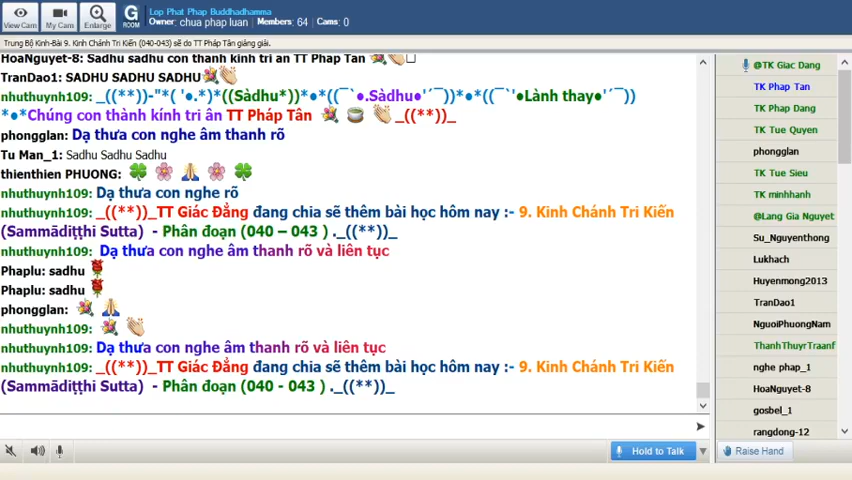 View Cam
My Cam
Enlarge
G
ROOM
Lop Phat Phap Buddhadhamma
Owner: chua phap luan Members: 64 Cams: 0
Trung Bộ Kinh-Bài 9. Kinh Chánh Tri Kiến (040-043) sẽ do TT Pháp Tân giảng giải.
HoaNguyet-8: Sadhu sadhu con thanh kính tri ân TT Phap Tan
TranDao1: SADHU SADHU SADHU
nhuthuynh109: _((**))-"*( '●.*)*((Sàdhu*))*●*((¯`●.Sàdhu●'´¯))*●*((¯`'●Lành thay●'´¯))
*●*Chúng con thành kính tri ân TT Pháp Tân _((**))_
phongglan: Dạ thưa con nghe âm thanh rõ
Tu Man_1: Sadhu Sadhu Sadhu
thienthien PHUONG:
nhuthuynh109: Dạ thưa con nghe rõ
nhuthuynh109: _((**))_TT Giác Đẳng đang chia sẽ thêm bài học hôm nay :- 9. Kinh Chánh Tri Kiến
(Sammādiṭṭhi Sutta) - Phân đoạn (040 – 043 ) ._((**))_
nhuthuynh109: Dạ thưa con nghe âm thanh rõ và liên tục
Phaplu: sadhu
Phaplu: sadhu
phongglan:
nhuthuynh109:
nhuthuynh109: Dạ thưa con nghe âm thanh rõ và liên tục
nhuthuynh109: _((**))_TT Giác Đẳng đang chia sẽ thêm bài học hôm nay :- 9. Kinh Chánh Tri Kiến
(Sammādiṭṭhi Sutta) - Phân đoạn (040 - 043 ) ._((**))_
@TK Giac Dang
TK Phap Tan
TK Phap Dang
TK Tue Quyen
phongglan
TK Tue Sieu
TK minhhanh
@Lang Gia Nguyet
Su_Nguyenthong
Lukhach
Huyenmong2013
TranDao1
NguoiPhuongNam
ThanhThuyrTraanf
nghe phap_1
HoaNguyet-8
gosbel_1
rangdong-12
Hold to Talk
Raise Hand